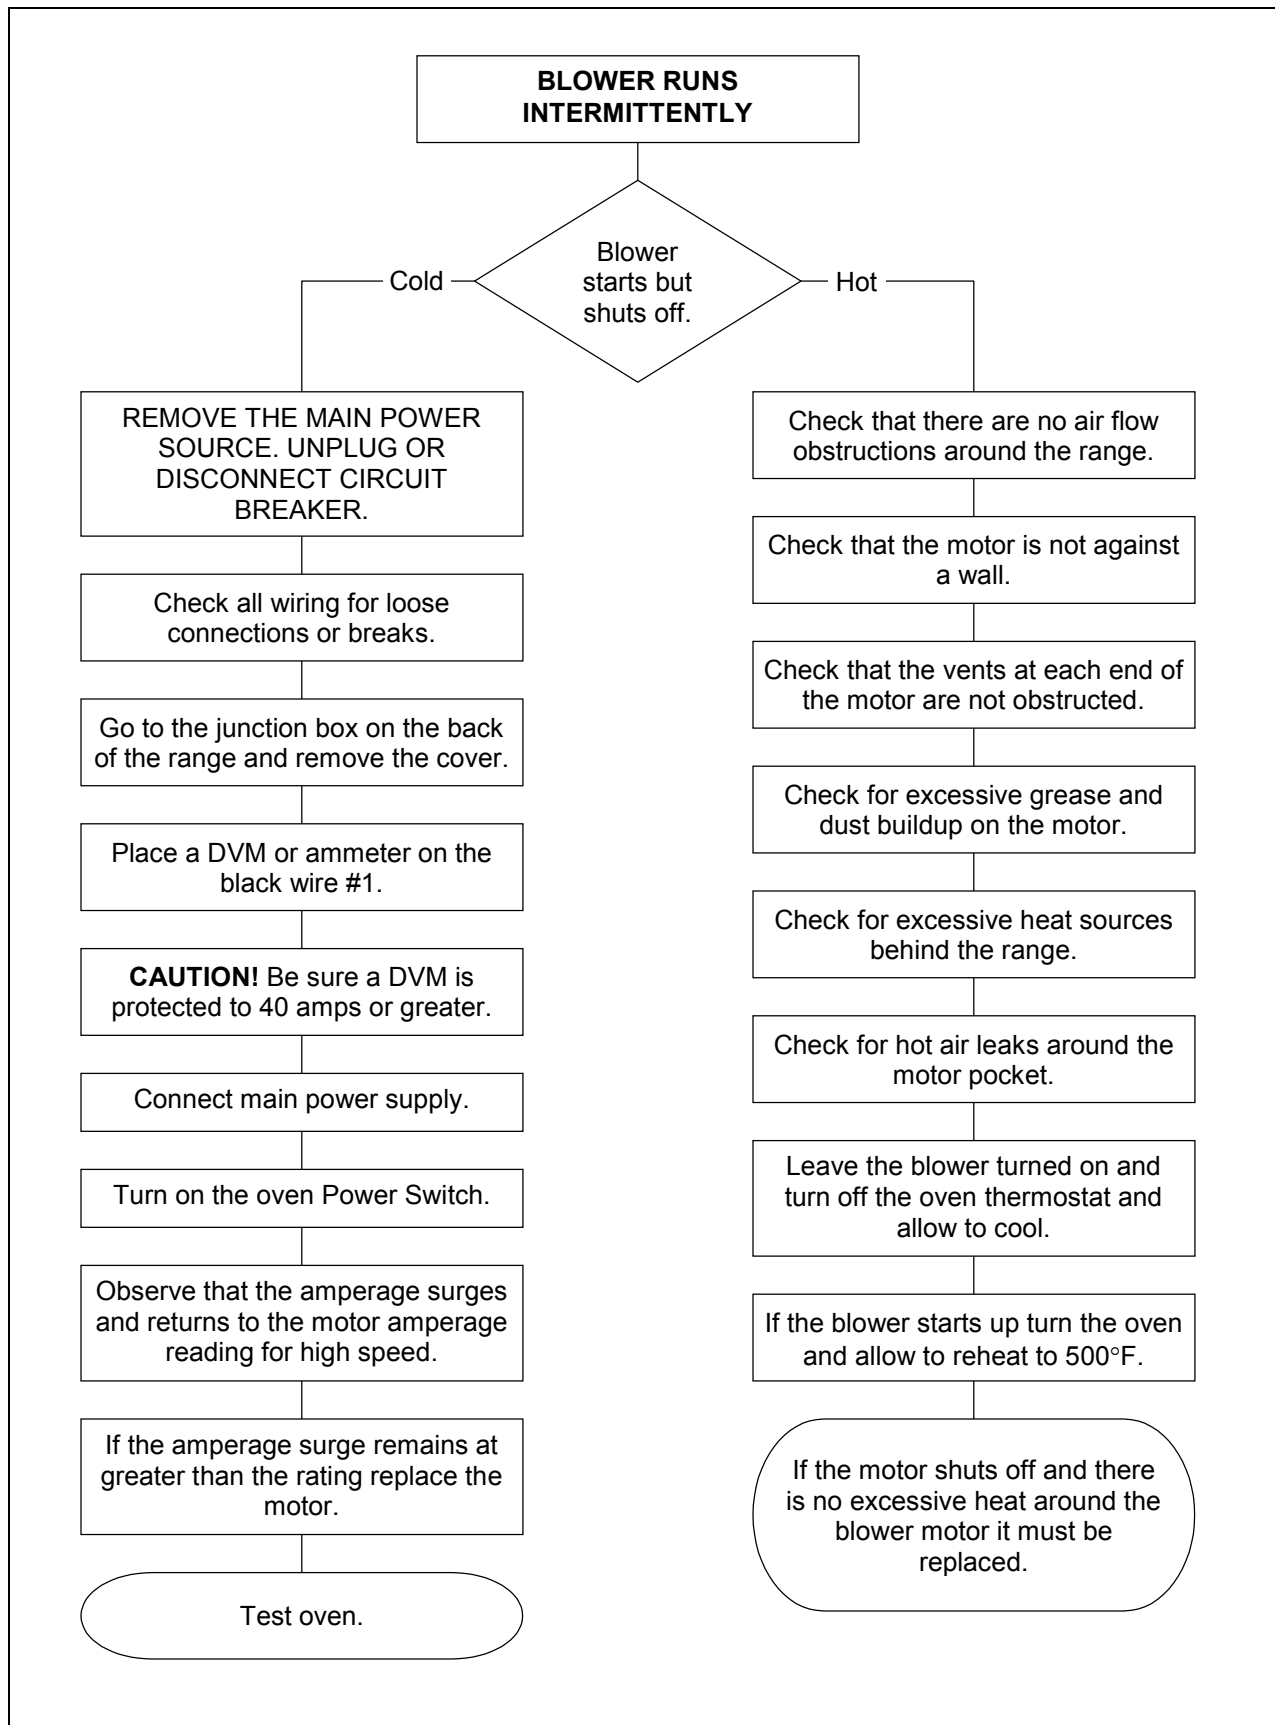 BLOWER RUNS
INTERMITTENTLY
Blower
starts but
shuts off.
Cold
Hot
REMOVE THE MAIN POWER
SOURCE. UNPLUG OR
DISCONNECT CIRCUIT
BREAKER.
Check all wiring for loose
connections or breaks.
Go to the junction box on the back
of the range and remove the cover.
Place a DVM or ammeter on the
black wire #1.
CAUTION! Be sure a DVM is
protected to 40 amps or greater.
Connect main power supply.
Turn on the oven Power Switch.
Observe that the amperage surges
and returns to the motor amperage
reading for high speed.
If the amperage surge remains at
greater than the rating replace the
motor.
Test oven.
Check that there are no air flow
obstructions around the range.
Check that the motor is not against
a wall.
Check that the vents at each end of
the motor are not obstructed.
Check for excessive grease and
dust buildup on the motor.
Check for excessive heat sources
behind the range.
Check for hot air leaks around the
motor pocket.
Leave the blower turned on and
turn off the oven thermostat and
allow to cool.
If the blower starts up turn the oven
and allow to reheat to 500°F.
If the motor shuts off and there
is no excessive heat around the
blower motor it must be
replaced.